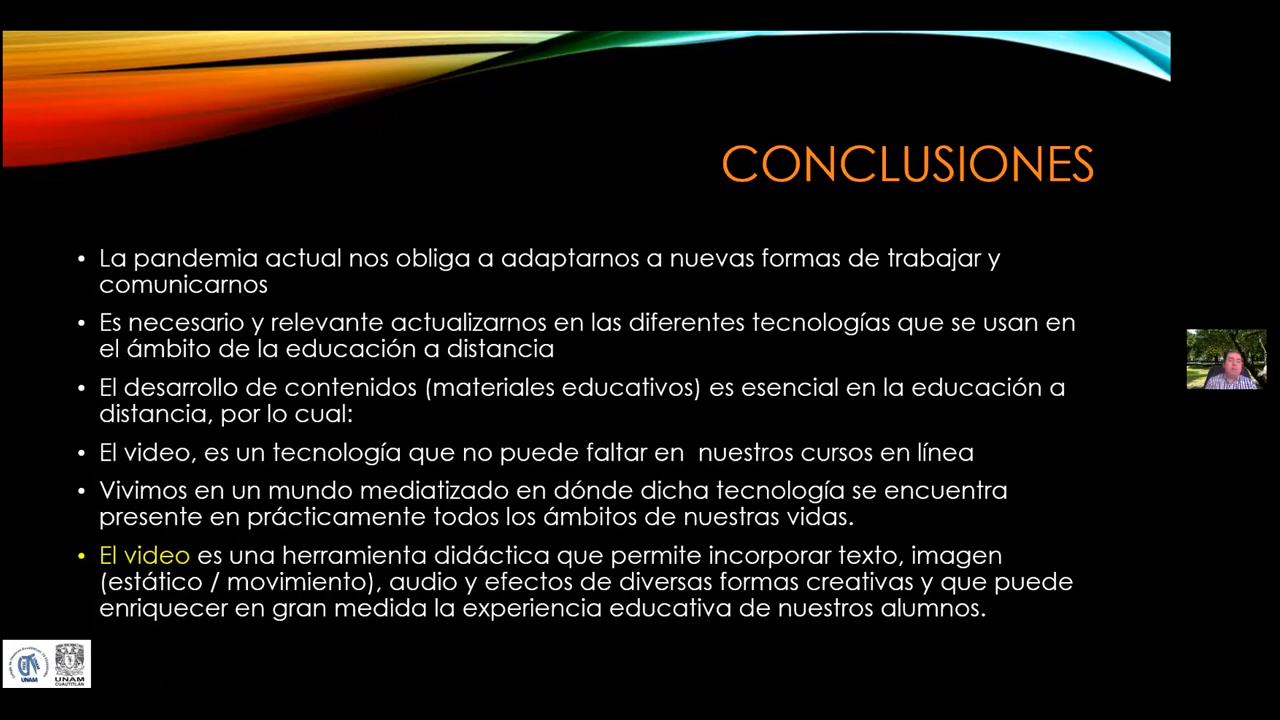 CONCLUSIONES
• La pandemia actual nos obliga a adaptarnos a nuevas formas de trabajar y
comunicarnos
• Es necesario y relevante actualizarnos en las diferentes tecnologías que se usan en
el ámbito de la educación a distancia
• El desarrollo de contenidos (materiales educativos) es esencial en la educación a
distancia, por lo cual:
• El video, es un tecnología que no puede faltar en  nuestros cursos en línea
• Vivimos en un mundo mediatizado en dónde dicha tecnología se encuentra
presente en prácticamente todos los ámbitos de nuestras vidas.
• El video es una herramienta didáctica que permite incorporar texto, imagen
(estático / movimiento), audio y efectos de diversas formas creativas y que puede
enriquecer en gran medida la experiencia educativa de nuestros alumnos.
UNAM
UNAM
CUAUTITLÁN